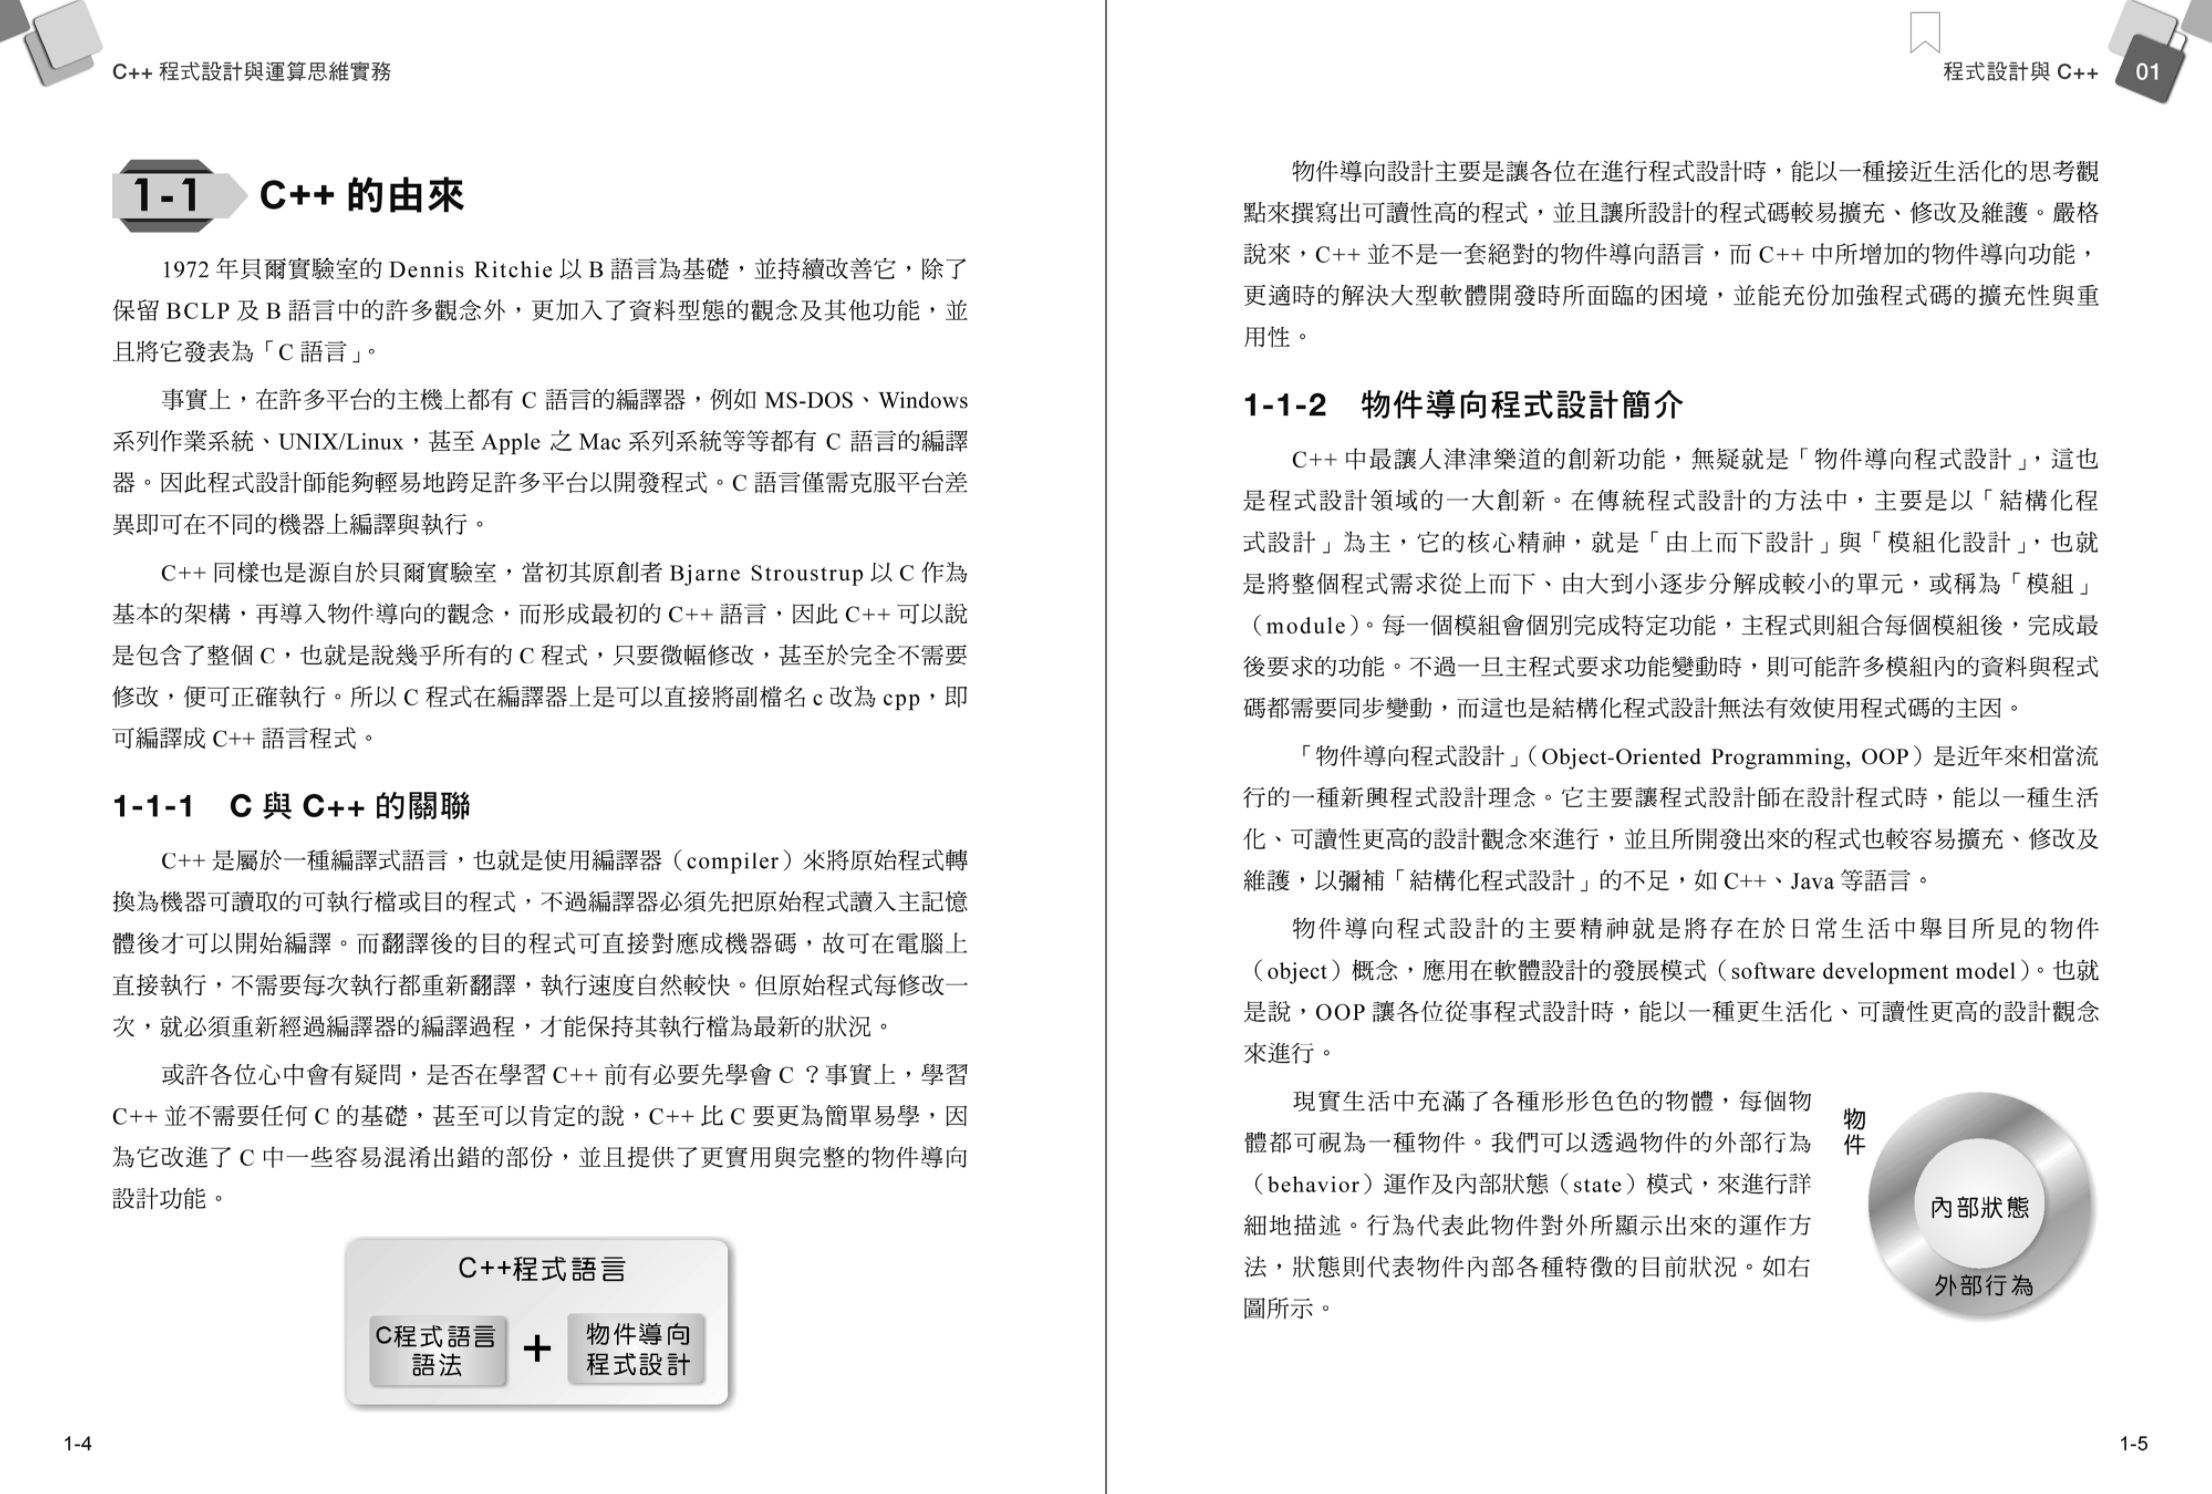 C++ 程式設計與運算思維實務
1-1 C++ 的由來
1972 年貝爾實驗室的 Dennis Ritchie 以 B 語言為基礎，並持續改善它，除了
保留 BCLP 及 B 語言中的許多觀念外，更加入了資料型態的觀念及其他功能，並
且將它發表為「C 語言」。
事實上，在許多平台的主機上都有 C 語言的編譯器，例如 MS-DOS、Windows
系列作業系統、UNIX/Linux，甚至 Apple 之 Mac 系列系統等等都有 C 語言的編譯
器。因此程式設計師能夠輕易地跨足許多平台以開發程式。C 語言僅需克服平台差
異即可在不同的機器上編譯與執行。
C++ 同樣也是源自於貝爾實驗室，當初其原創者 Bjarne Stroustrup 以 C 作為
基本的架構，再導入物件導向的觀念，而形成最初的 C++ 語言，因此 C++ 可以說
是包含了整個 C，也就是說幾乎所有的 C 程式，只要微幅修改，甚至於完全不需要
修改，便可正確執行。所以 C 程式在編譯器上是可以直接將副檔名 c 改為 cpp，即
可編譯成 C++ 語言程式。
1-1-1 C 與 C++ 的關聯
C++ 是屬於一種編譯式語言，也就是使用編譯器（compiler）來將原始程式轉
換為機器可讀取的可執行檔或目的程式，不過編譯器必須先把原始程式讀入主記憶
體後才可以開始編譯。而翻譯後的目的程式可直接對應成機器碼，故可在電腦上
直接執行，不需要每次執行都重新翻譯，執行速度自然較快。但原始程式每修改一
次，就必須重新經過編譯器的編譯過程，才能保持其執行檔為最新的狀況。
或許各位心中會有疑問，是否在學習 C++ 前有必要先學會 C？事實上，學習
C++ 並不需要任何 C 的基礎，甚至可以肯定的說，C++ 比 C 要更為簡單易學，因
為它改進了 C 中一些容易混淆出錯的部份，並且提供了更實用與完整的物件導向
設計功能。
C++程式語言
C程式語言
語法
+
物件導向
程式設計
1-4
程式設計與 C++ 01
物件導向設計主要是讓各位在進行程式設計時，能以一種接近生活化的思考觀
點來撰寫出可讀性高的程式，並且讓所設計的程式碼較易擴充、修改及維護。嚴格
說來，C++ 並不是一套絕對的物件導向語言，而 C++ 中所增加的物件導向功能，
更適時的解決大型軟體開發時所面臨的困境，並能充份加強程式碼的擴充性與重
用性。
1-1-2 物件導向程式設計簡介
C++ 中最讓人津津樂道的創新功能，無疑就是「物件導向程式設計」，這也
是程式設計領域的一大創新。在傳統程式設計的方法中，主要是以「結構化程
式設計」為主，它的核心精神，就是「由上而下設計」與「模組化設計」，也就
是將整個程式需求從上而下、由大到小逐步分解成較小的單元，或稱為「模組」
（module）。每一個模組會個別完成特定功能，主程式則組合每個模組後，完成最
後要求的功能。不過一旦主程式要求功能變動時，則可能許多模組內的資料與程式
碼都需要同步變動，而這也是結構化程式設計無法有效使用程式碼的主因。
「物件導向程式設計」（Object-Oriented Programming, OOP）是近年來相當流
行的一種新興程式設計理念。它主要讓程式設計師在設計程式時，能以一種生活
化、可讀性更高的設計觀念來進行，並且所開發出來的程式也較容易擴充、修改及
維護，以彌補「結構化程式設計」的不足，如 C++、Java 等語言。
物件導向程式設計的主要精神就是將存在於日常生活中舉目所見的物件
（object）概念，應用在軟體設計的發展模式（software development model）。也就
是說，OOP 讓各位從事程式設計時，能以一種更生活化、可讀性更高的設計觀念
來進行。
現實生活中充滿了各種形形色色的物體，每個物
體都可視為一種物件。我們可以透過物件的外部行為
（behavior）運作及內部狀態（state）模式，來進行詳
細地描述。行為代表此物件對外所顯示出來的運作方
法，狀態則代表物件內部各種特徵的目前狀況。如右
圖所示。
物件
內部狀態
外部行為
1-5